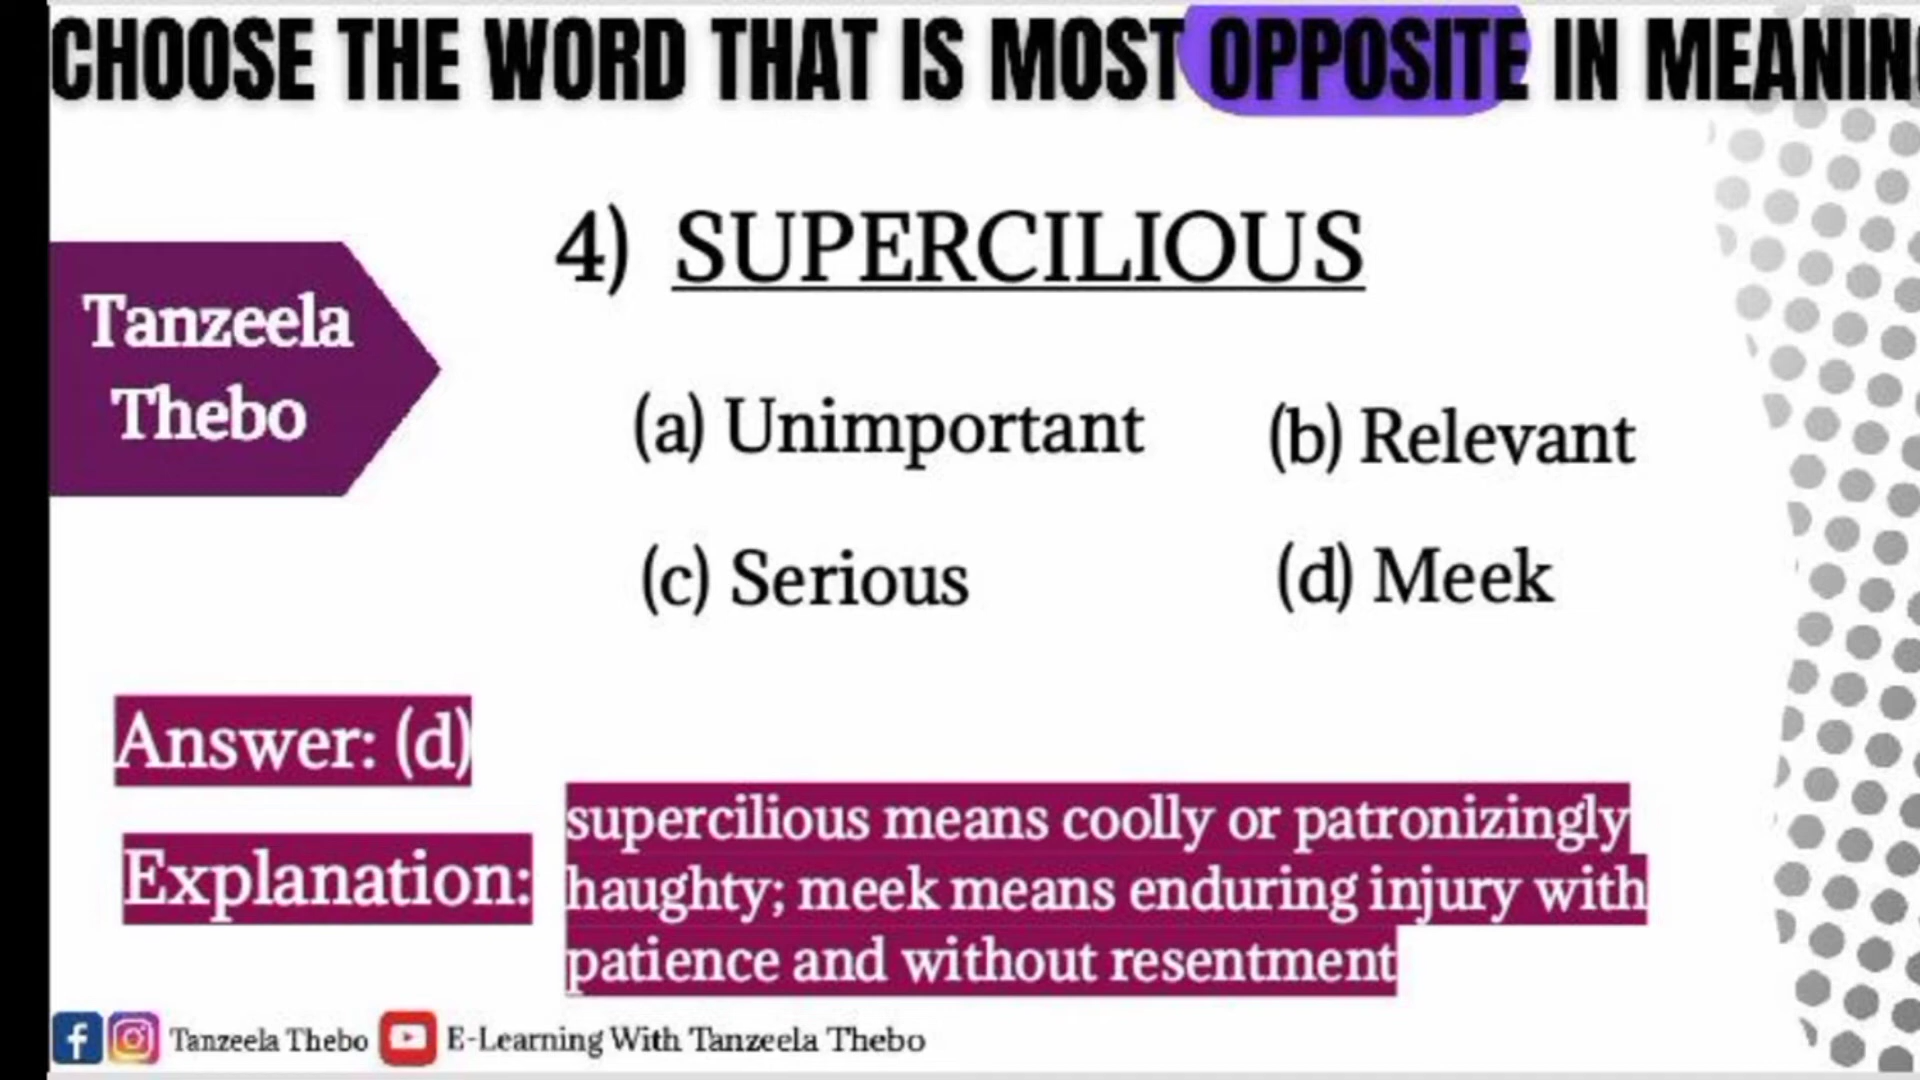 CHOOSE THE WORD THAT IS MOST OPPOSITE IN MEANING
4) SUPERCILIOUS
Tanzeela
Thebo
(a) Unimportant (b) Relevant
(c) Serious (d) Meek
Answer: (d)
Explanation: supercilious means coolly or patronizingly
haughty; meek means enduring injury with
patience and without resentment
Tanzeela Thebo E-Learning With Tanzeela Thebo